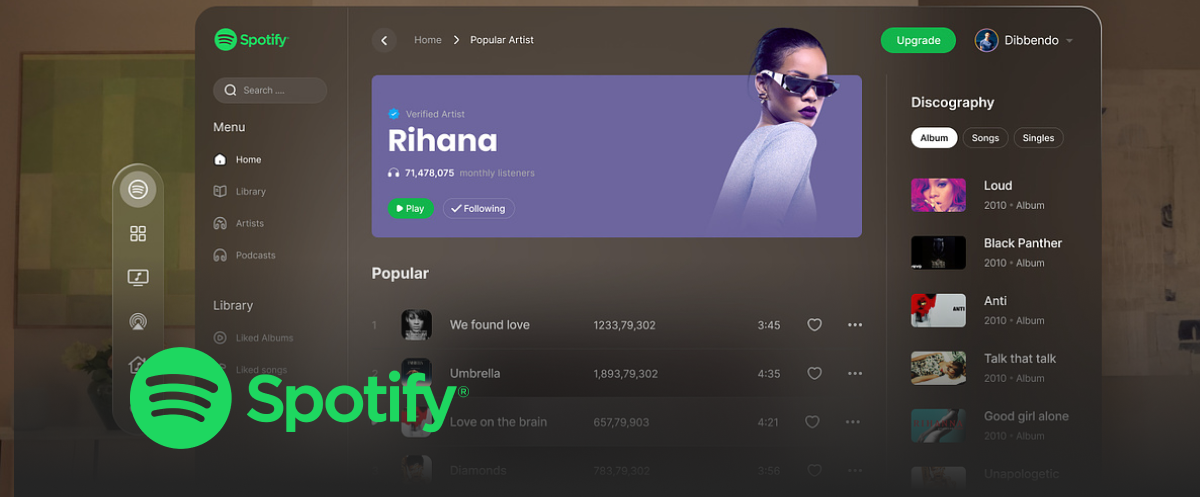 Spotify
Home > Popular Artist
Upgrade
Dibbendo
Search ....
Menu
Home
Library
Artists
Podcasts
Library
Liked Albums
Liked songs
Verified Artist
Rihana
71,478,075 monthly listeners
Play
Following
Popular
1 We found love 1233,79,302 3:45
2 Umbrella 1,893,79,302 4:35
Love on the brain 657,79,903 4:21
Diamonds 783,79,302 3:56
Discography
Album Songs Singles
Loud
2010 • Album
Black Panther
2010 • Album
Anti
2010 • Album
ANTI
Talk that talk
2010 • Album
Good girl alone
2010 • Album
Unapologetic
Spotify®